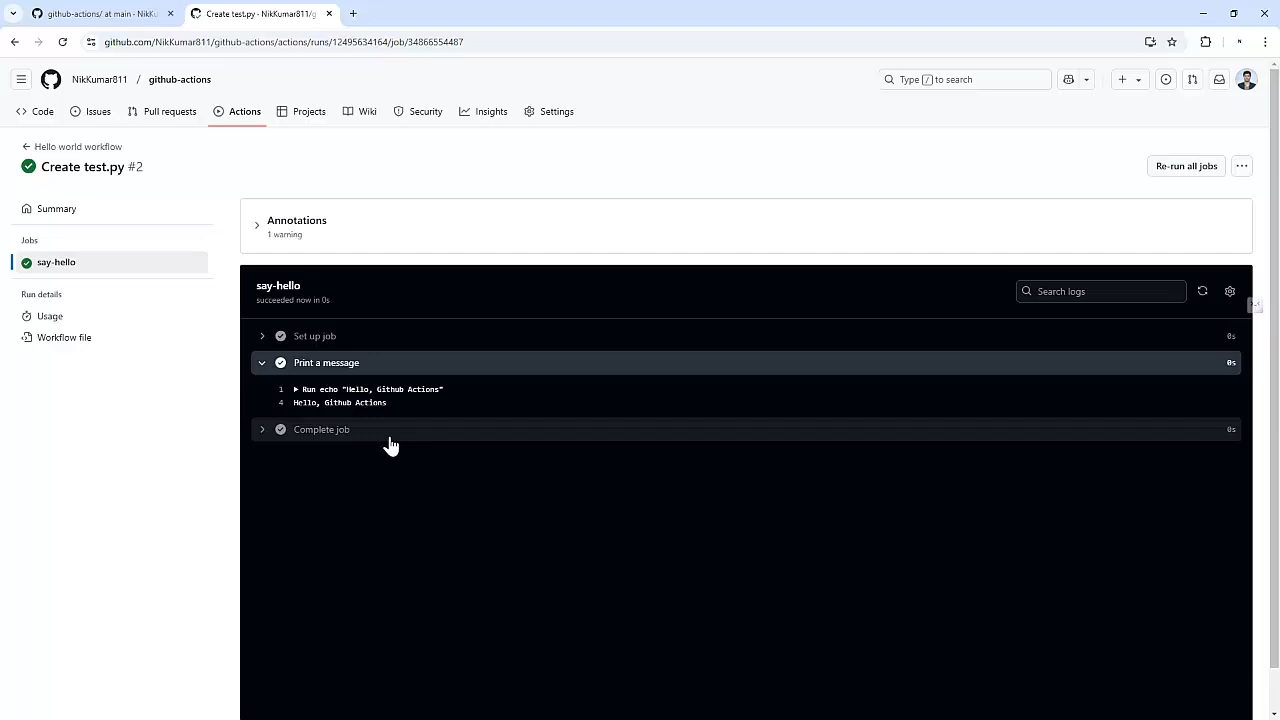 github-actions/ at main - NikKu
Create test.py - NikKumar811/g
github.com/NikKumar811/github-actions/actions/runs/12495634164/job/34866554487
NikKumar811 / github-actions
Type / to search
Code
Issues
Pull requests
Actions
Projects
Wiki
Security
Insights
Settings
Hello world workflow
Create test.py #2
Re-run all jobs
Summary
Jobs
say-hello
Run details
Usage
Workflow file
Annotations
1 warning
say-hello
succeeded now in 0s
Search logs
Set up job 0s
Print a message 0s
1 Run echo "Hello, Github Actions"
4 Hello, Github Actions
Complete job 0s